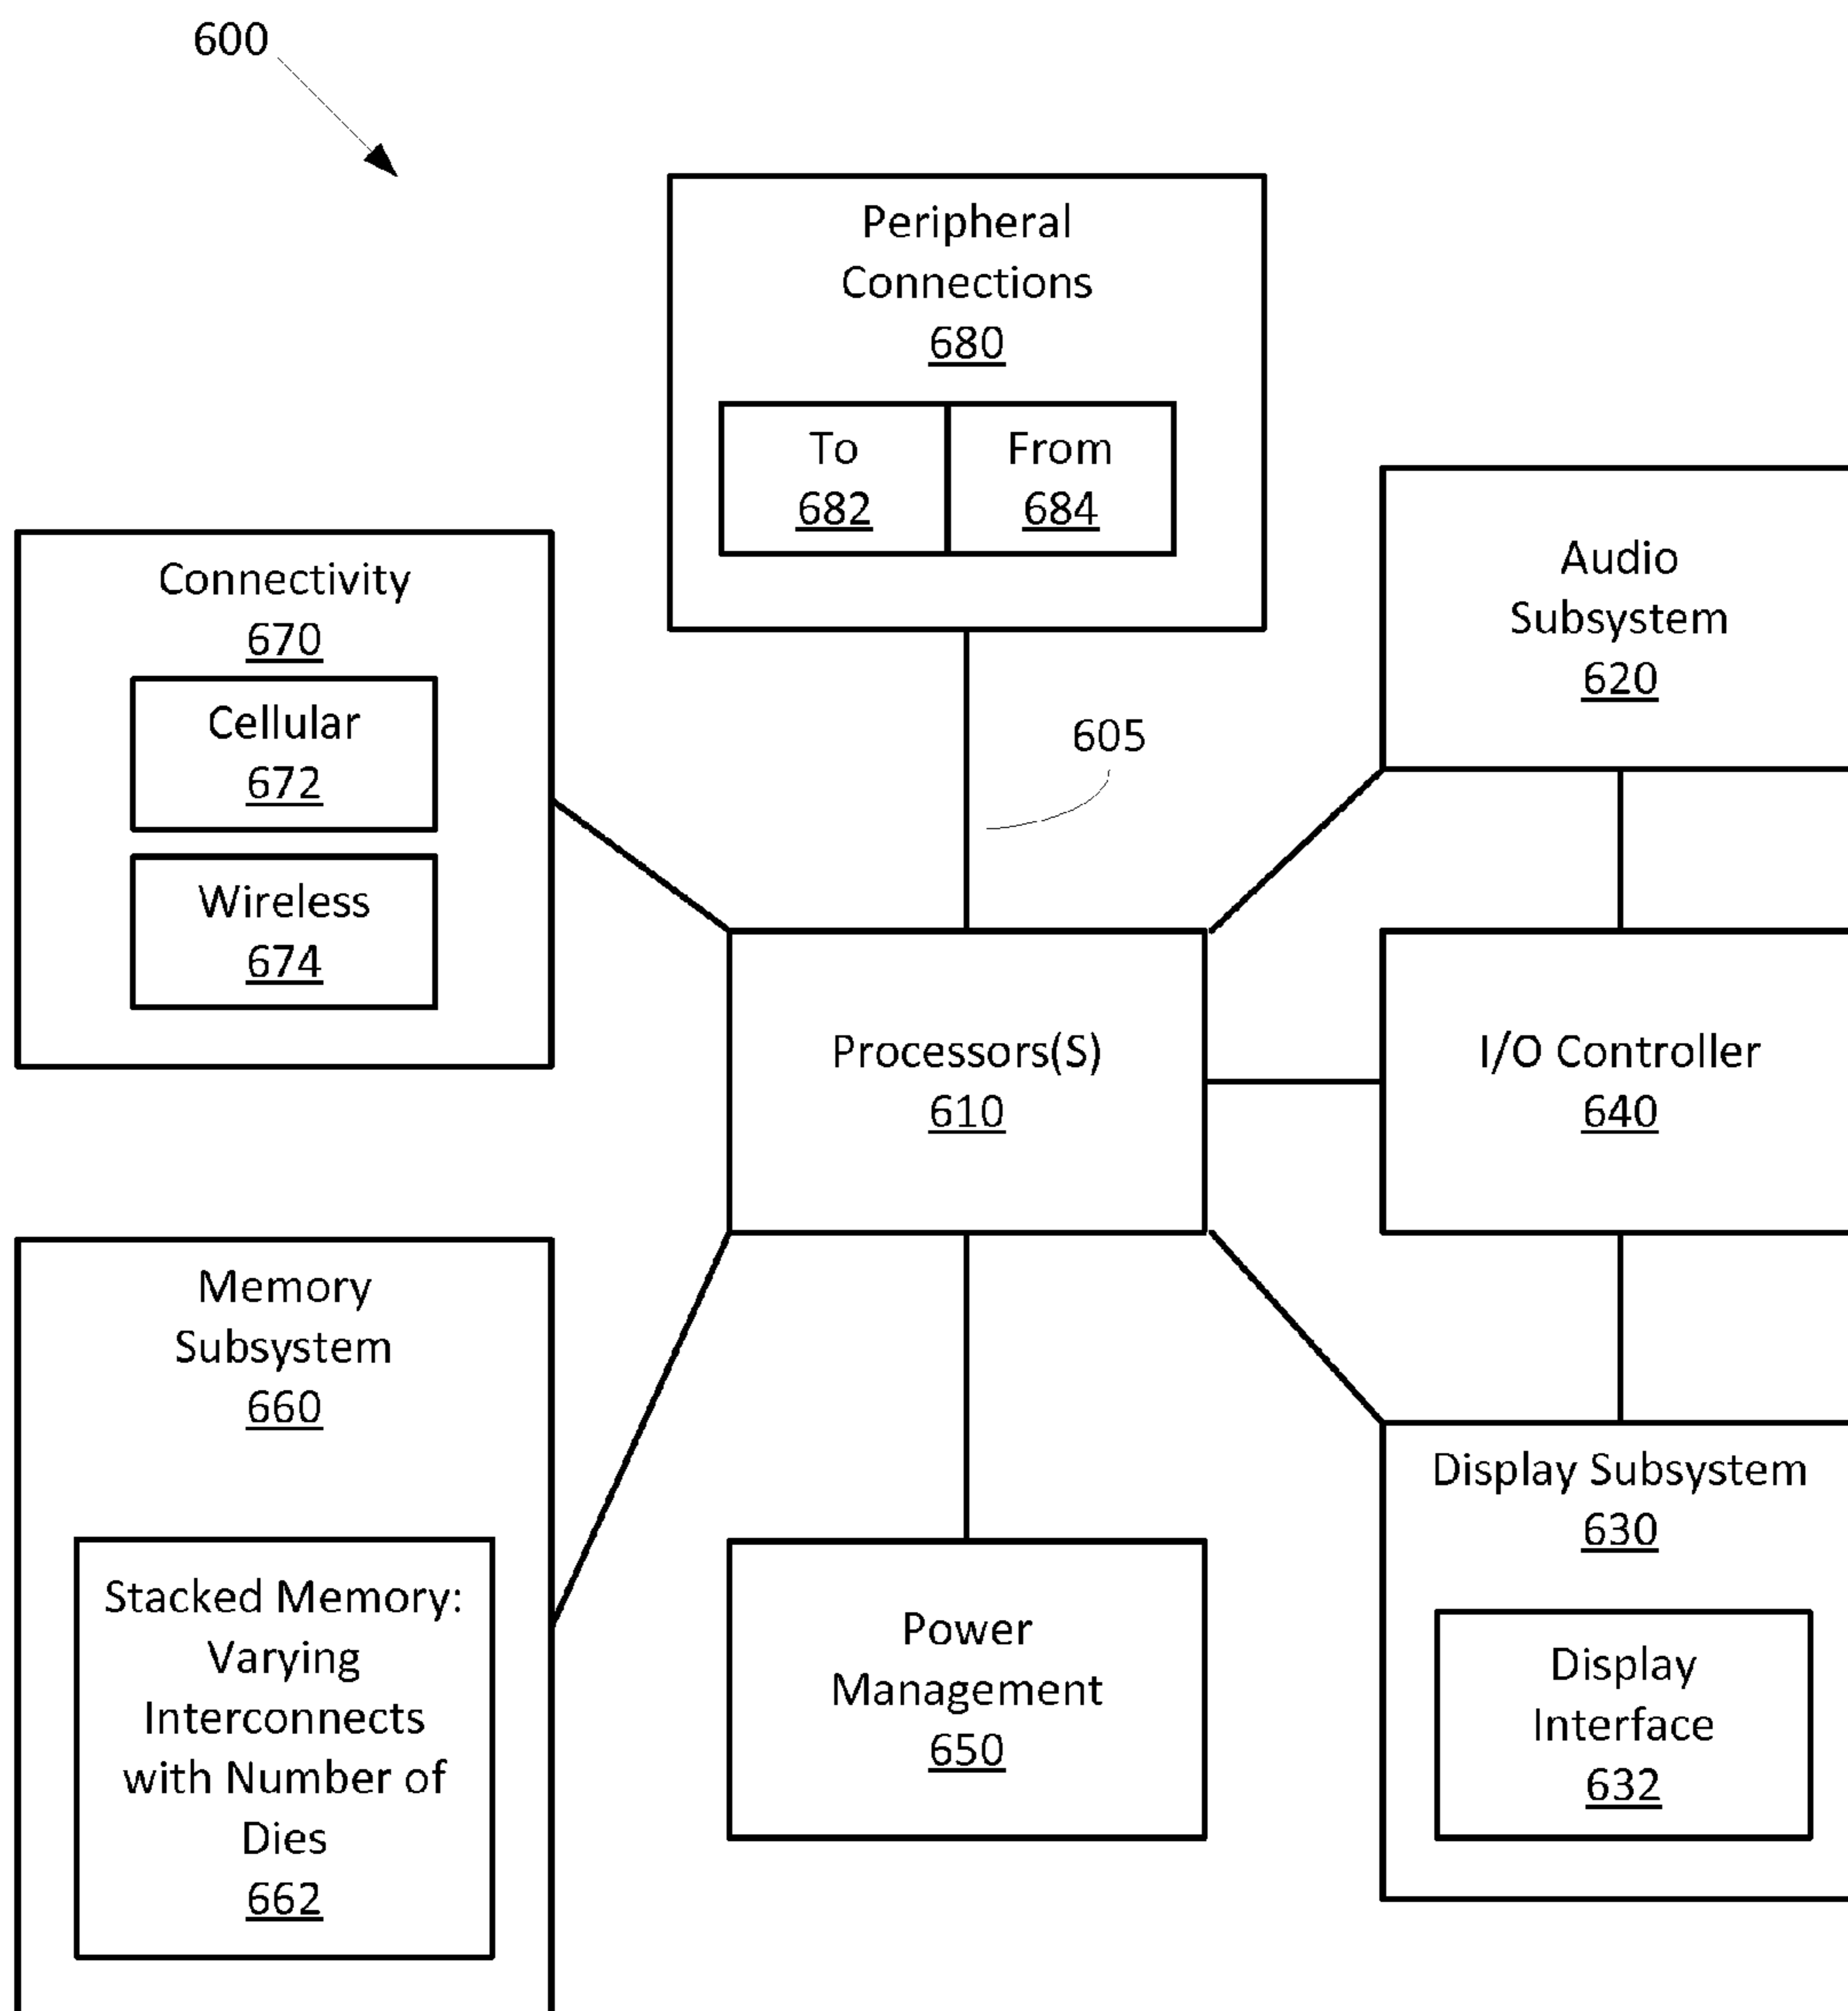 600
Peripheral
Connections
680
To
682
From
684
Connectivity
670
Cellular
672
Wireless
674
Audio
Subsystem
620
605
Processors(S)
610
I/O Controller
640
Memory
Subsystem
660
Stacked Memory:
Varying
Interconnects
with Number of
Dies
662
Power
Management
650
Display Subsystem
630
Display
Interface
632